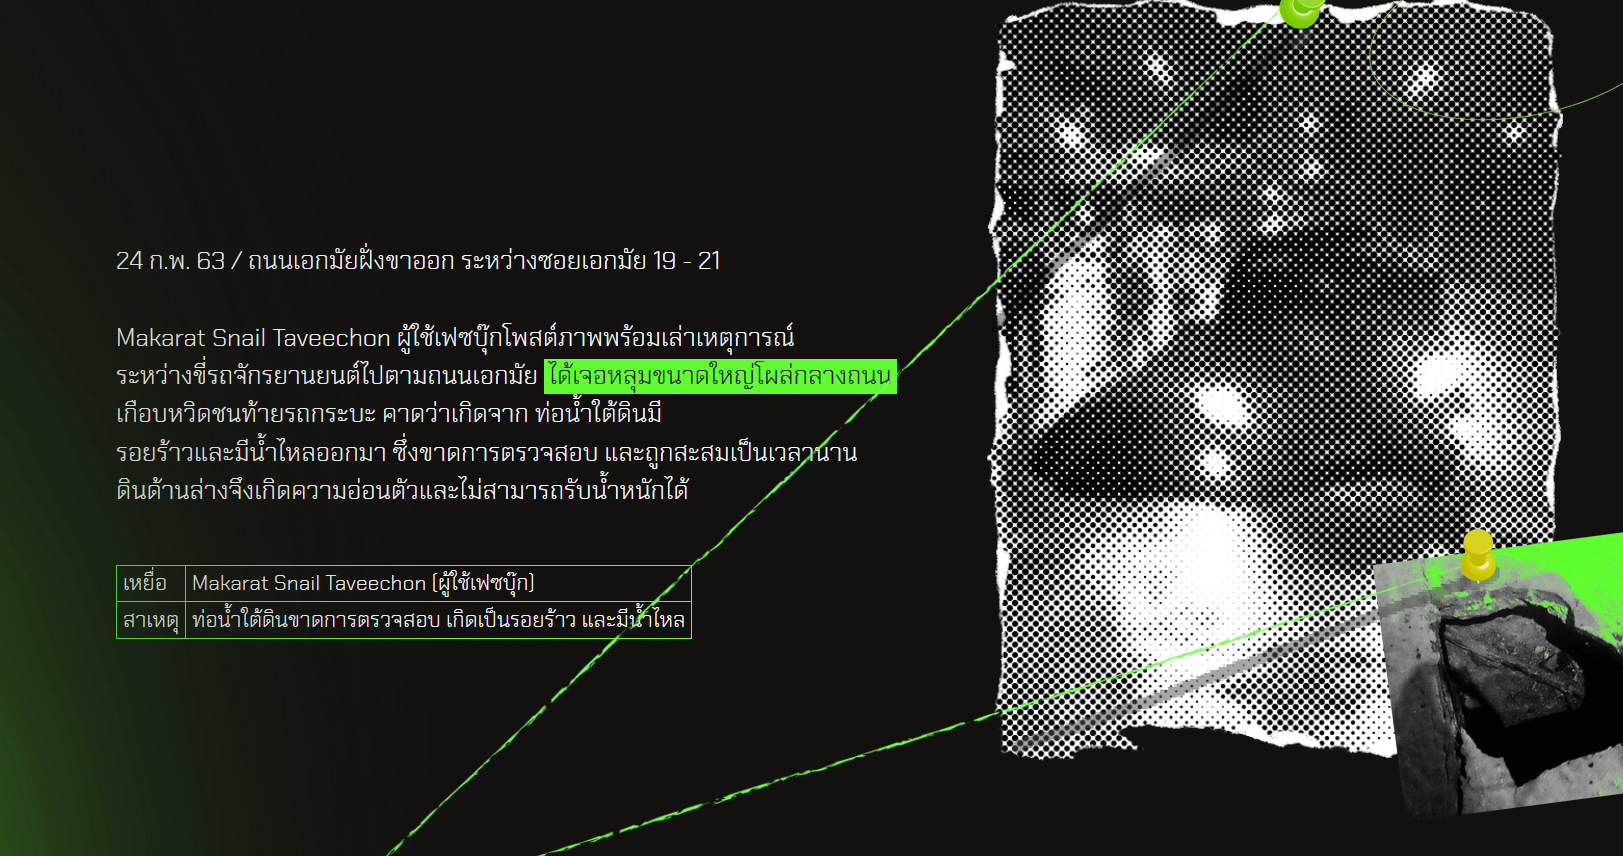 24 ก.พ. 63 / ถนนเอกมัยฝั่งขาออก ระหว่างซอยเอกมัย 19 - 21
Makarat Snail Taveechon ผู้ใช้เฟซบุ๊กโพสต์ภาพพร้อมเล่าเหตุการณ์
ระหว่างขี่รถจักรยานยนต์ไปตามถนนเอกมัย ได้เจอหลุมขนาดใหญ่โผล่กลางถนน
เกือบหวิดชนท้ายรถกระบะ คาดว่าเกิดจาก ท่อน้ำใต้ดินมี
รอยร้าวและมีน้ำไหลออกมา ซึ่งขาดการตรวจสอบ และถูกสะสมเป็นเวลานาน
ดินด้านล่างจึงเกิดความอ่อนตัวและไม่สามารถรับน้ำหนักได้
เหยื่อ Makarat Snail Taveechon (ผู้ใช้เฟซบุ๊ก)
สาเหตุ ท่อน้ำใต้ดินขาดการตรวจสอบ เกิดเป็นรอยร้าว และมีน้ำไหล